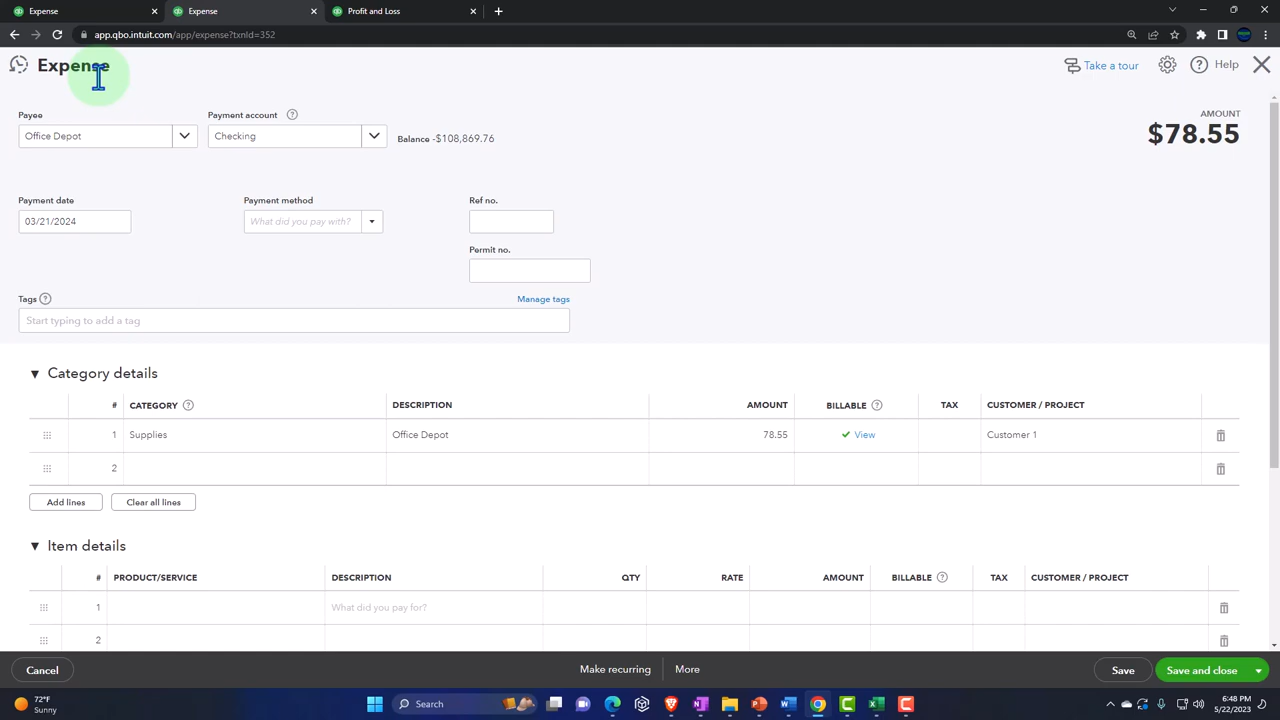 Expense
Expense
Profit and Loss
app.qbo.intuit.com/app/expense?txnId=352
Expense
Take a tour
Help
Payee
Payment account
AMOUNT
Office Depot
Checking
Balance -$108,869.76
$78.55
Payment date
Payment method
Ref no.
03/21/2024
What did you pay with?
Permit no.
Tags
Manage tags
Start typing to add a tag
Category details
# CATEGORY DESCRIPTION AMOUNT BILLABLE TAX CUSTOMER / PROJECT
1 Supplies Office Depot 78.55 View Customer 1
2
Add lines
Clear all lines
Item details
# PRODUCT/SERVICE DESCRIPTION QTY RATE AMOUNT BILLABLE TAX CUSTOMER / PROJECT
1 What did you pay for?
2
Cancel
Make recurring
More
Save
Save and close
72°F
Sunny
Search
6:48 PM
5/22/2023